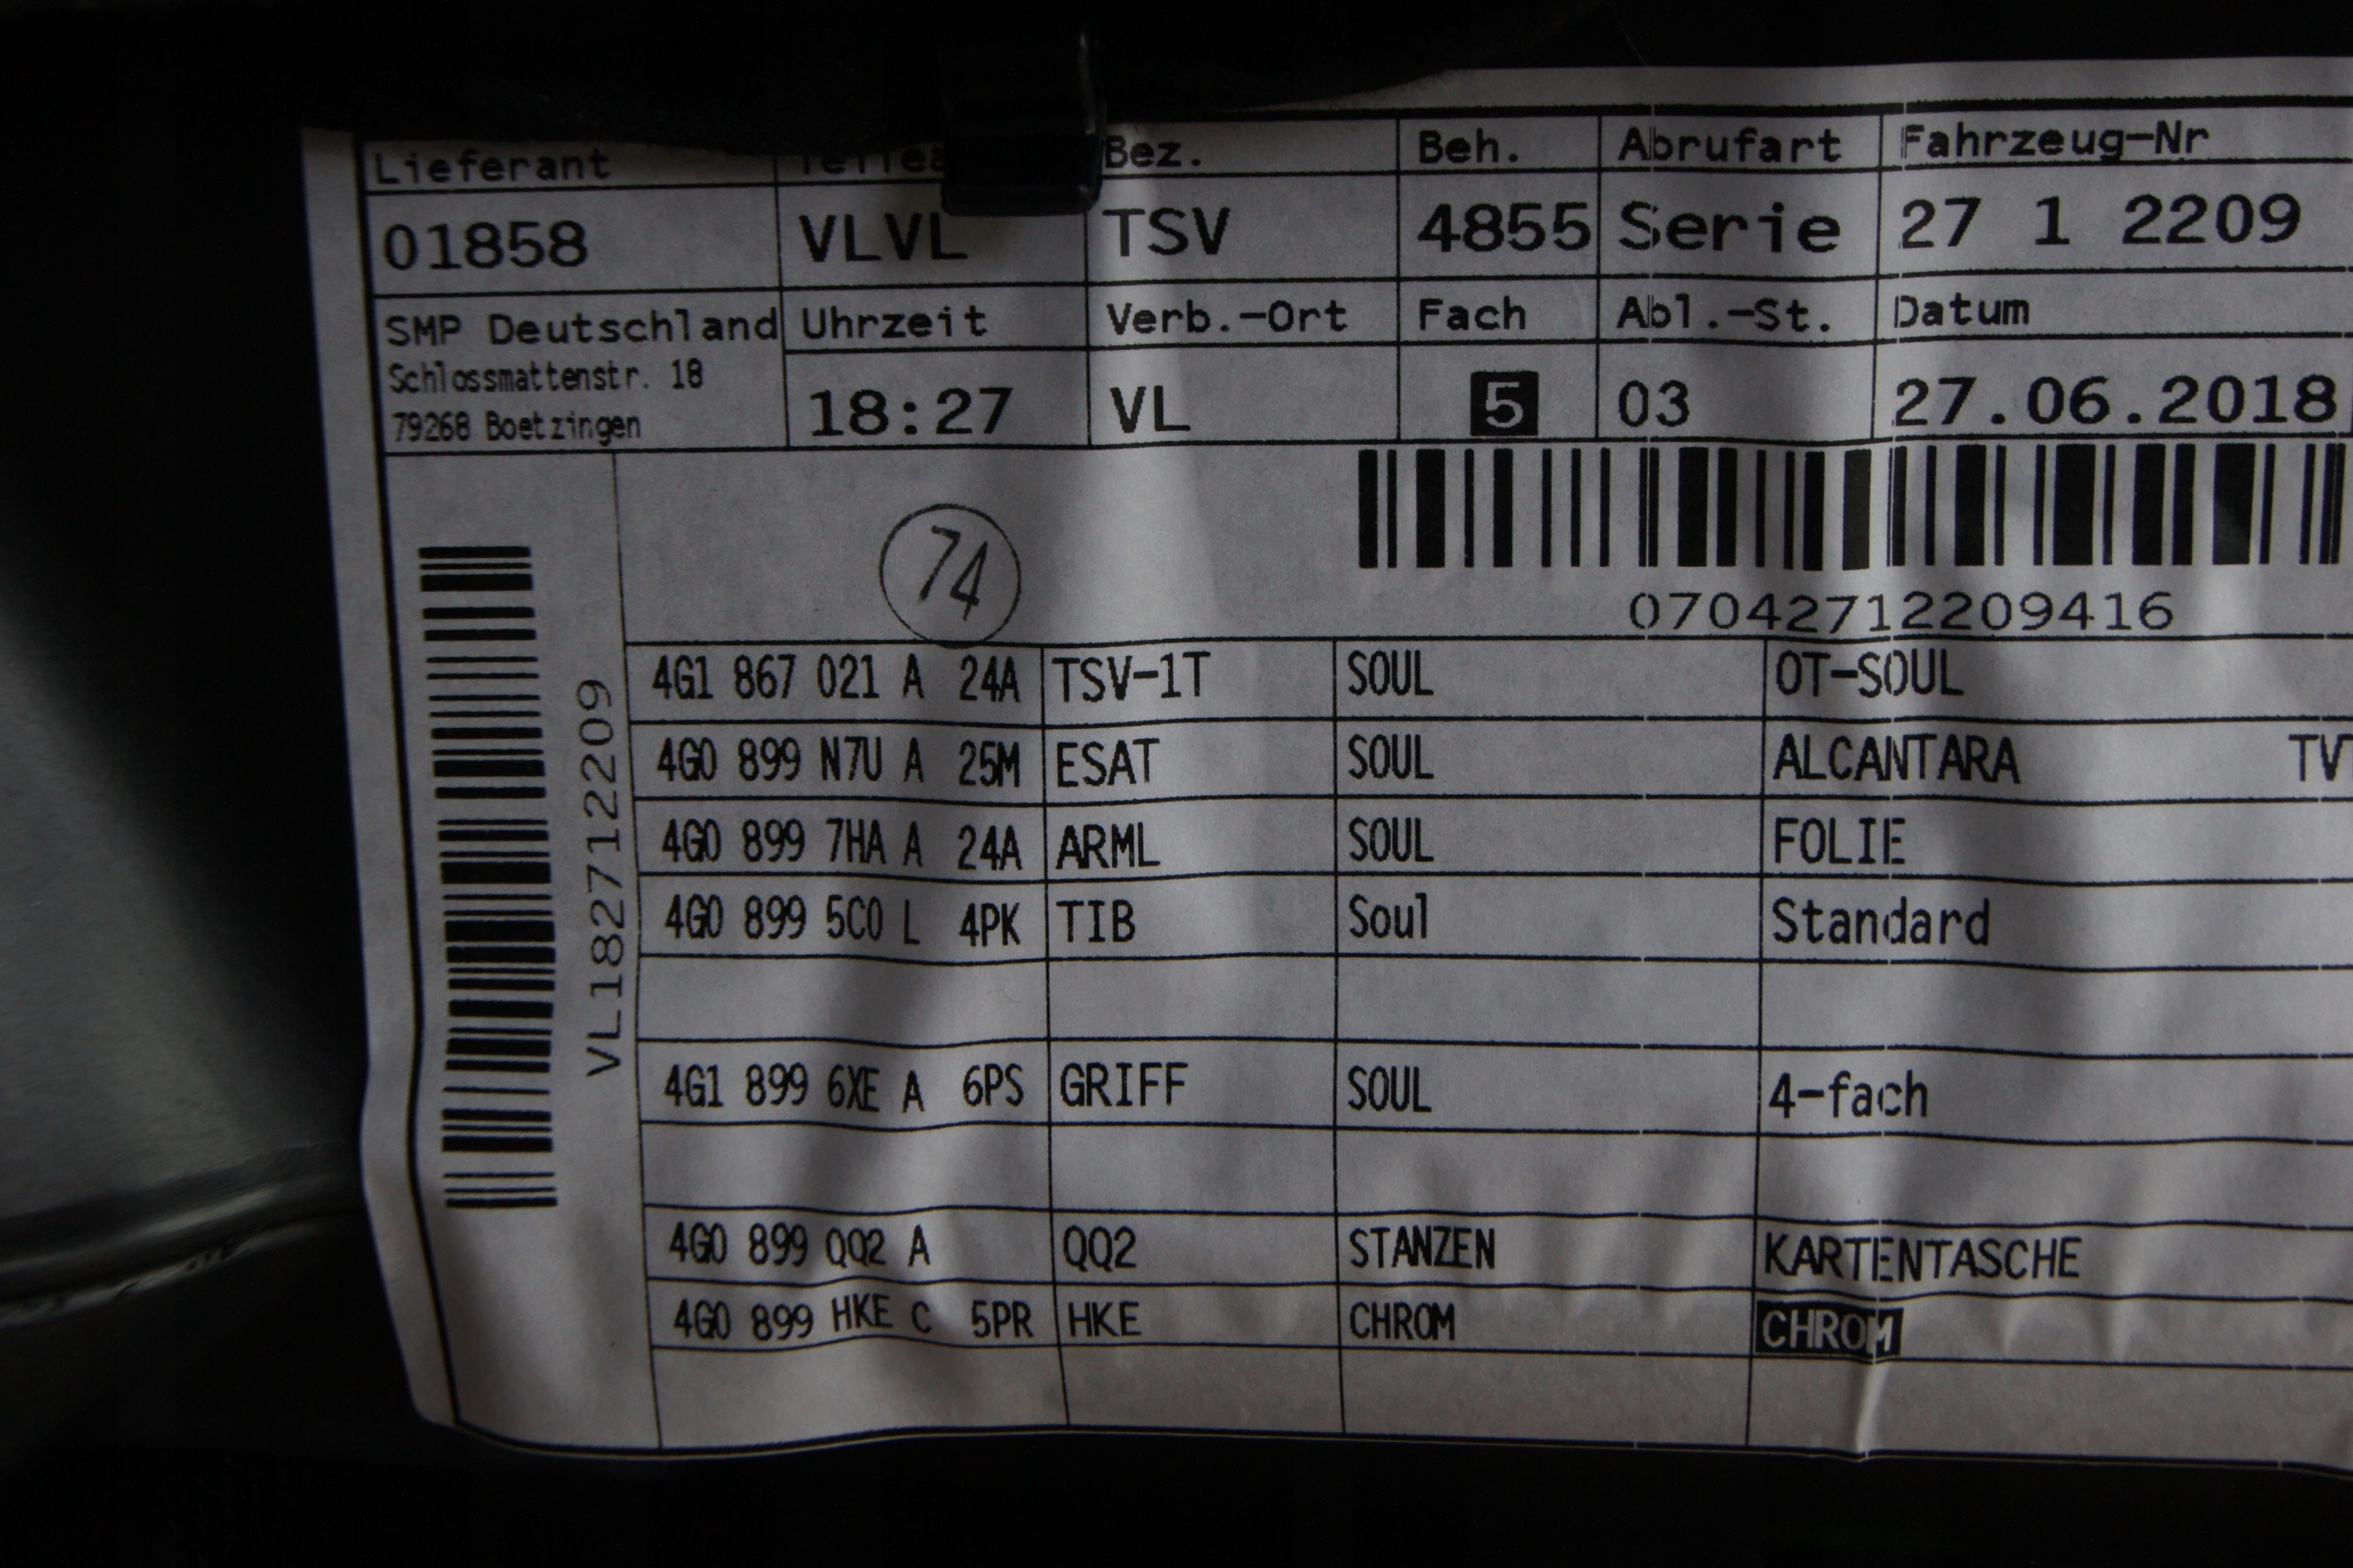 Lieferant Bez. Beh. Abrufart Fahrzeug-Nr
01858 VLVL TSV 4855 Serie 27 1 2209
SMP Deutschland Uhrzeit Verb.-Ort Fach Abl.-St. Datum
Schlossmattenstr. 18
79268 Boetzingen 18:27 VL 5 03 27.06.2018
74
07042712209416
VL18271 2209
4G1 867 021 A 24A TSV-1T SOUL OT-SOUL
4G0 899 N7U A 25M ESAT SOUL ALCANTARA
4G0 899 7HA A 24A ARML SOUL FOLIE
4G0 899 5C0 L 4PK TIB Soul Standard
4G1 899 6XE A 6PS GRIFF SOUL 4-fach
4G0 899 QQ2 A QQ2 STANZEN KARTENTASCHE
4G0 899 HKE C 5PR HKE CHROM CHROM